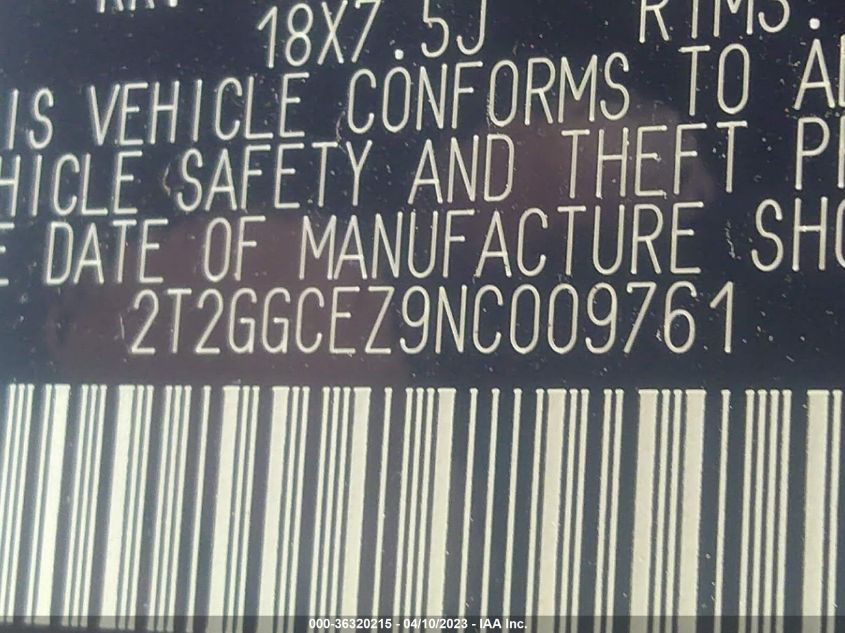 18X7.5J RIMS.
IS VEHICLE CONFORMS TO
HICLE SAFETY AND THEFT
E DATE OF MANUFACTURE SHO
2T2GGCEZ9NC009761
000-36320215 - 04/10/2023 - IAA Inc.